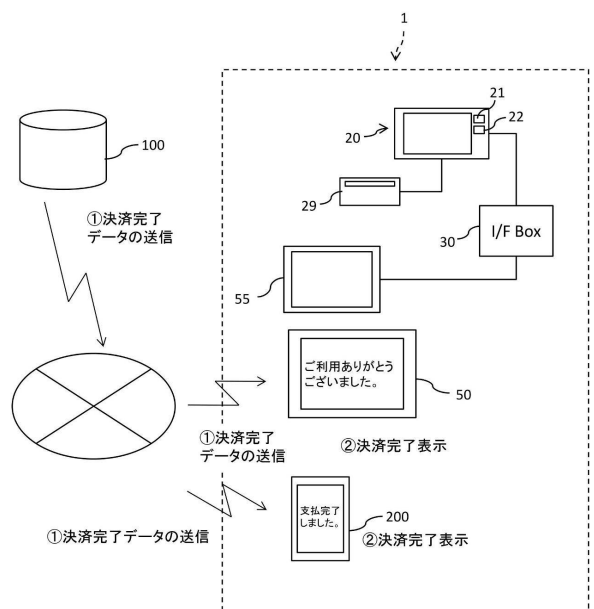 1
21
22
20
100
29
①決済完了
データの送信
30
I/F Box
55
ご利用ありがとう
ございました。
50
①決済完了
データの送信
②決済完了表示
支払完了
しました。
200
①決済完了データの送信
②決済完了表示